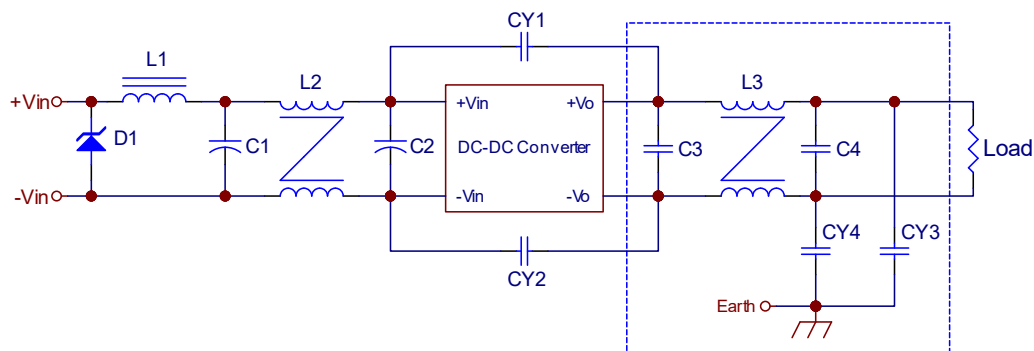 CY1
L1
L2
L3
+Vin
+Vin
+Vo
D1
C1
C2
DC-DC Converter
C3
C4
Load
-Vin
-Vin
-Vo
CY4
CY3
CY2
Earth